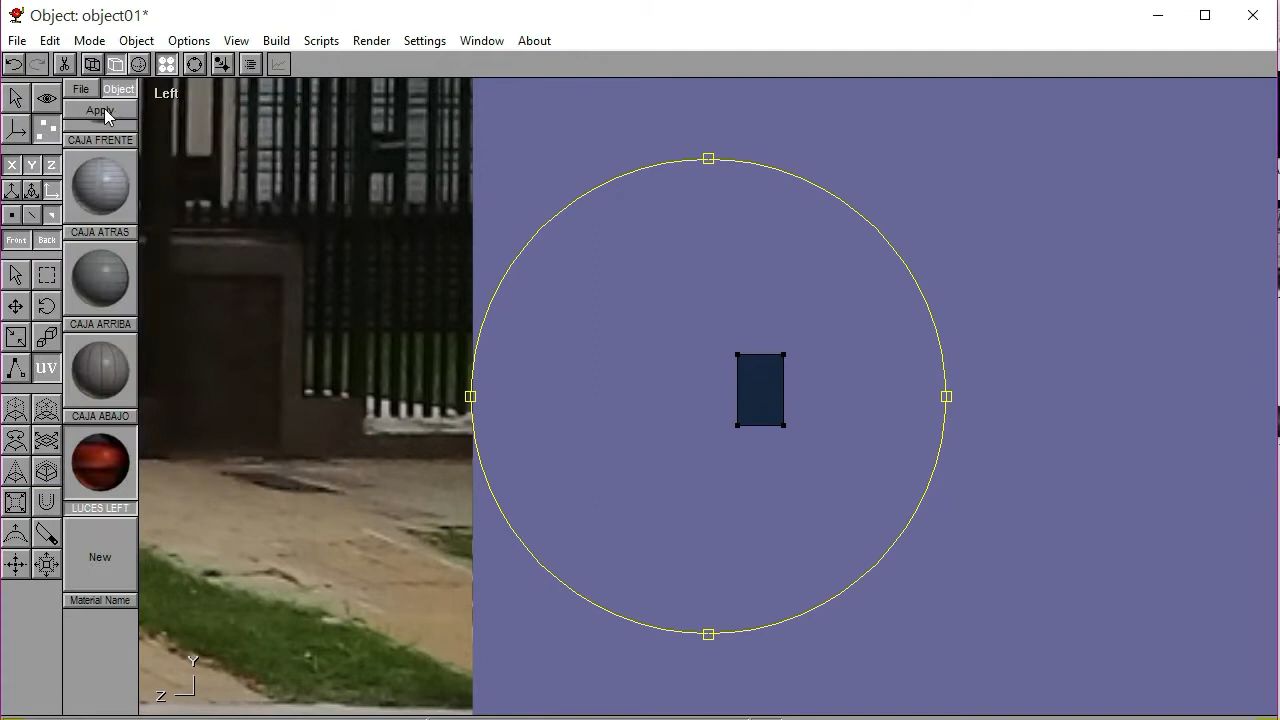 Object: object01*
File Edit Mode Object Options View Build Scripts Render Settings Window About
File Object
Left
Apply
CAJA FRENTE
X Y Z
CAJA ATRAS
Front Back
CAJA ARRIBA
UV
CAJA ABAJO
LUCES LEFT
New
Material Name
Y
Z